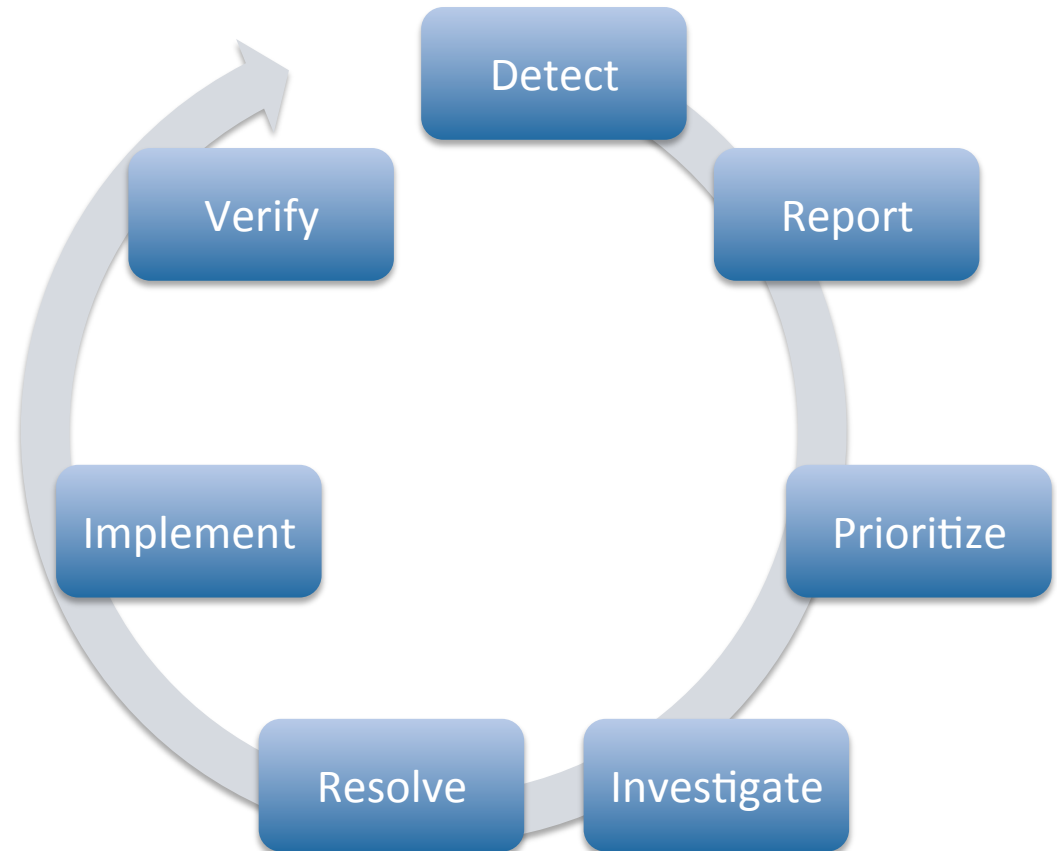 Detect
Report
Prioritize
Investigate
Resolve
Implement
Verify